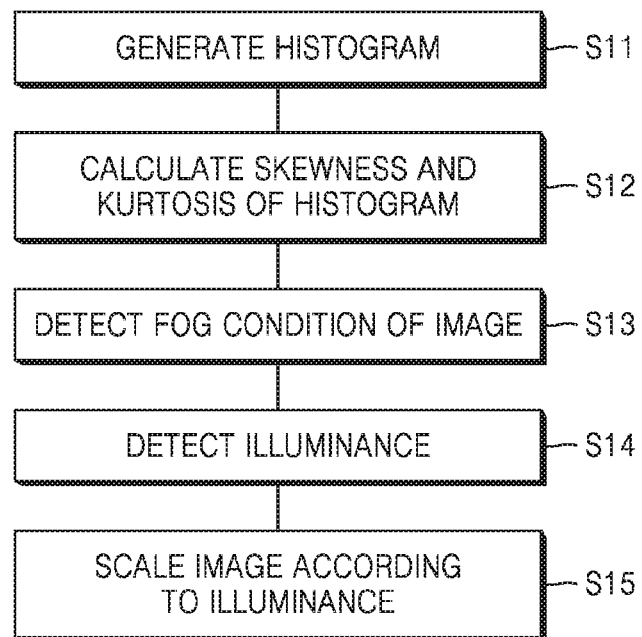 GENERATE HISTOGRAM
S11
CALCULATE SKEWNESS AND
KURTOSIS OF HISTOGRAM
S12
DETECT FOG CONDITION OF IMAGE
S13
DETECT ILLUMINANCE
S14
SCALE IMAGE ACCORDING
TO ILLUMINANCE
S15